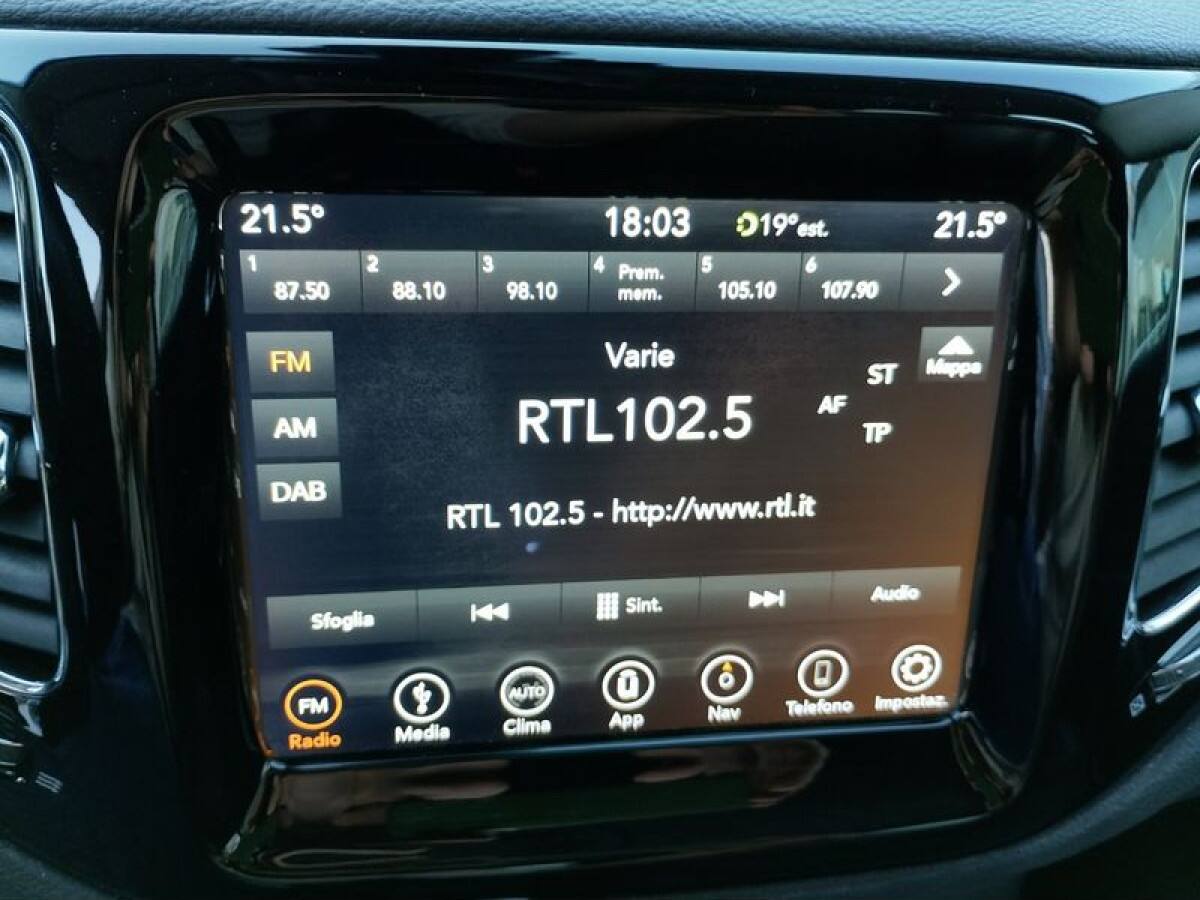 21.5° 18:03 19°est. 21.5°
1 87.50 2 88.10 3 98.10 4 Prem. mem. 5 105.10 6 107.90
FM Varie Mappa
ST
RTL102.5 AF
AM TP
DAB
RTL 102.5 - http://www.rtl.it
Sfoglia Sint. Audio
FM AUTO
Radio Media Clima App Nav Telefono Impostaz.